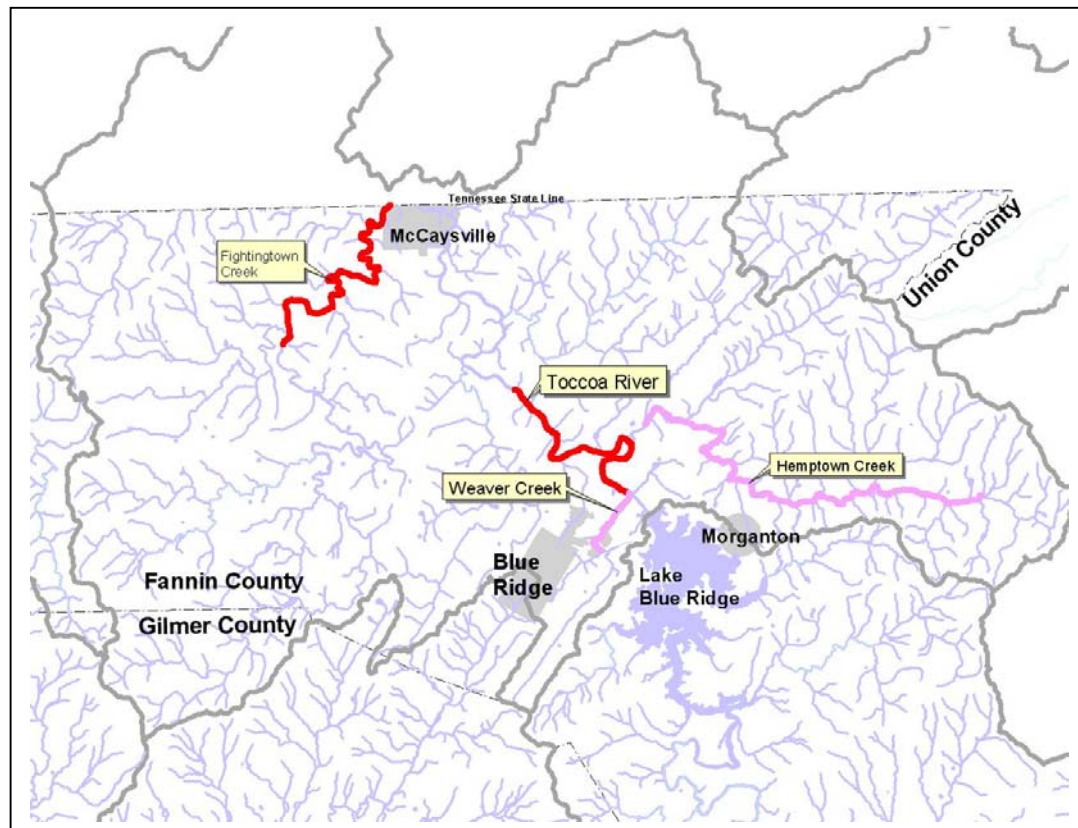 Tennessee State Line
McCaysville
Fightingtown
Creek
Union County
Toccoa River
Hemptown Creek
Weaver Creek
Morganton
Blue
Ridge
Lake
Blue Ridge
Fannin County
Gilmer County